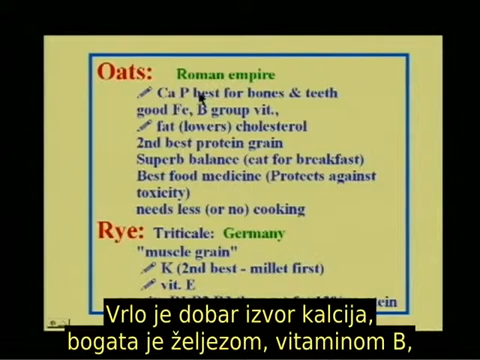 Oats: Roman empire
Ca P best for bones & teeth
good Fe, B group vit.,
fat (lowers) cholesterol
2nd best protein grain
Superb balance (eat for breakfast)
Best food medicine (Protects against
toxicity)
needs less (or no) cooking
Rye: Triticale: Germany
"muscle grain"
K (2nd best - millet first)
vit. E
Vrlo je dobar izvor kalcija,
bogata je željezom, vitaminom B,